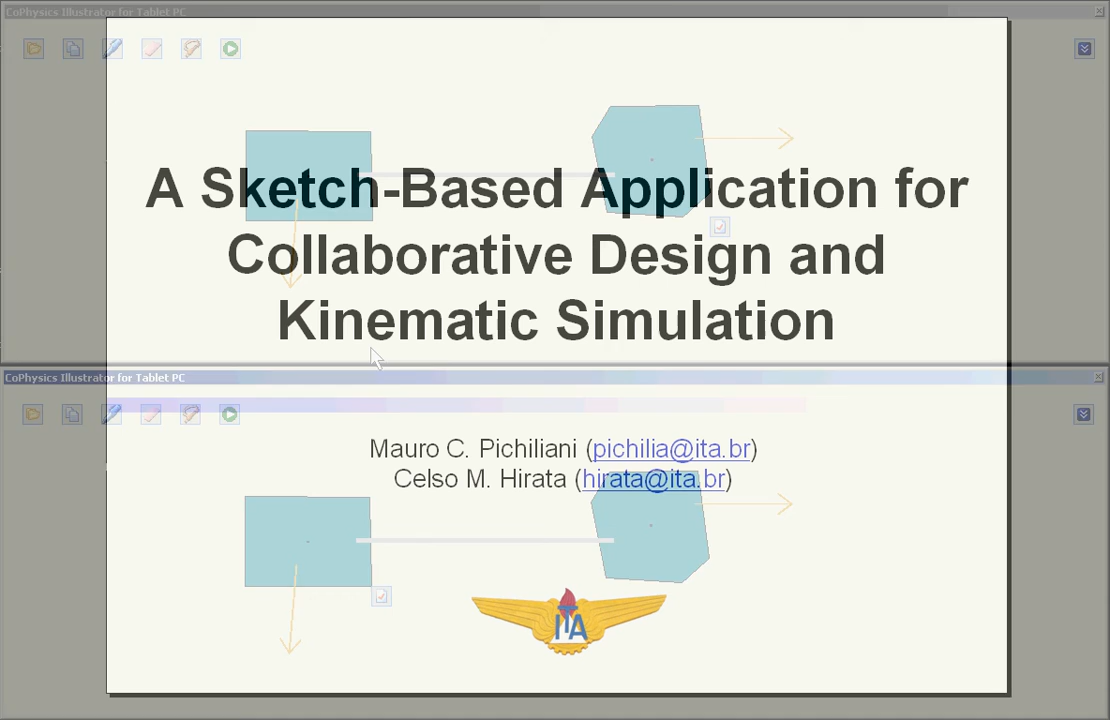 CoPhysics Illustrator for Tablet PC
A Sketch-Based Application for
Collaborative Design and
Kinematic Simulation
CoPhysics Illustrator for Tablet PC
Mauro C. Pichiliani (pichilia@ita.br)
Celso M. Hirata (hirata@ita.br)
ITA